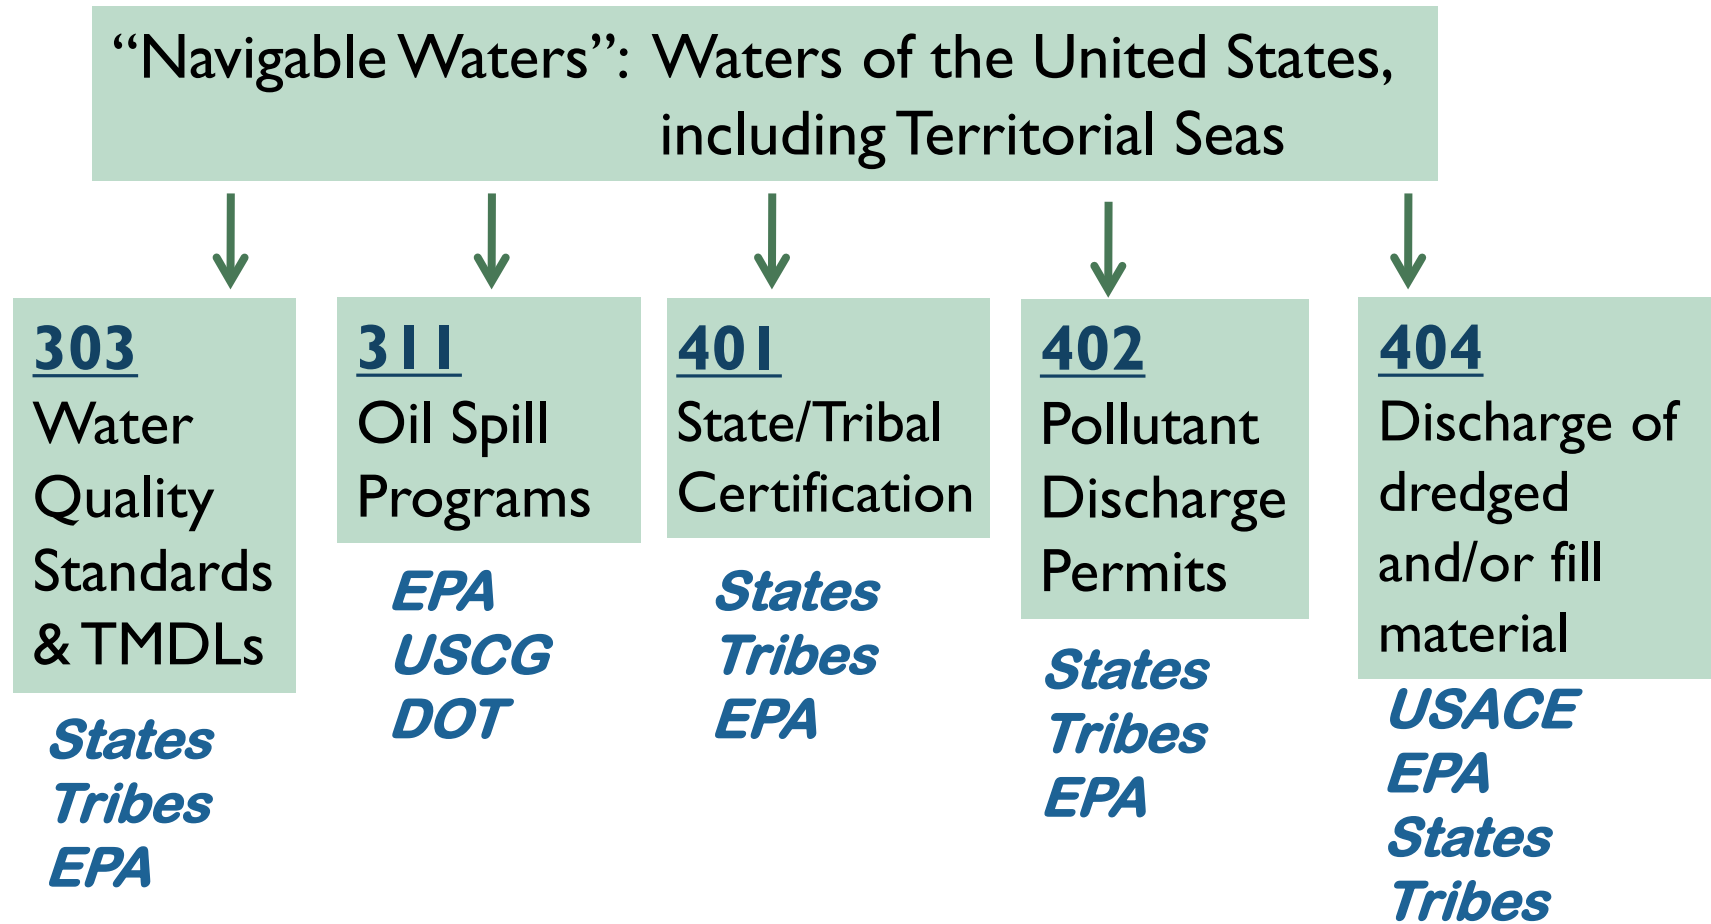 “Navigable Waters”: Waters of the United States,
including Territorial Seas
303
Water
Quality
Standards
& TMDLs
States
Tribes
EPA
311
Oil Spill
Programs
EPA
USCG
DOT
401
State/Tribal
Certification
States
Tribes
EPA
402
Pollutant
Discharge
Permits
States
Tribes
EPA
404
Discharge of
dredged
and/or fill
material
USACE
EPA
States
Tribes